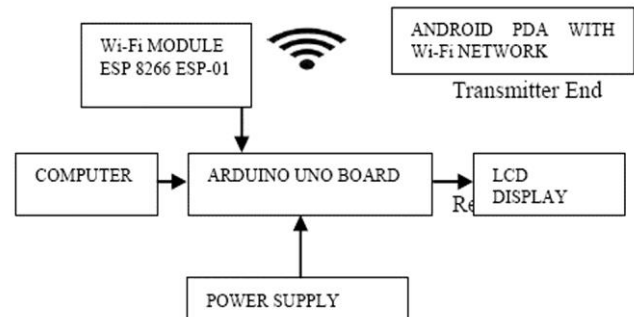 Wi-Fi MODULE
ESP 8266 ESP-01
ANDROID PDA WITH
Wi-Fi NETWORK
Transmitter End
COMPUTER
ARDUINO UNO BOARD
LCD
DISPLAY
Re
POWER SUPPLY